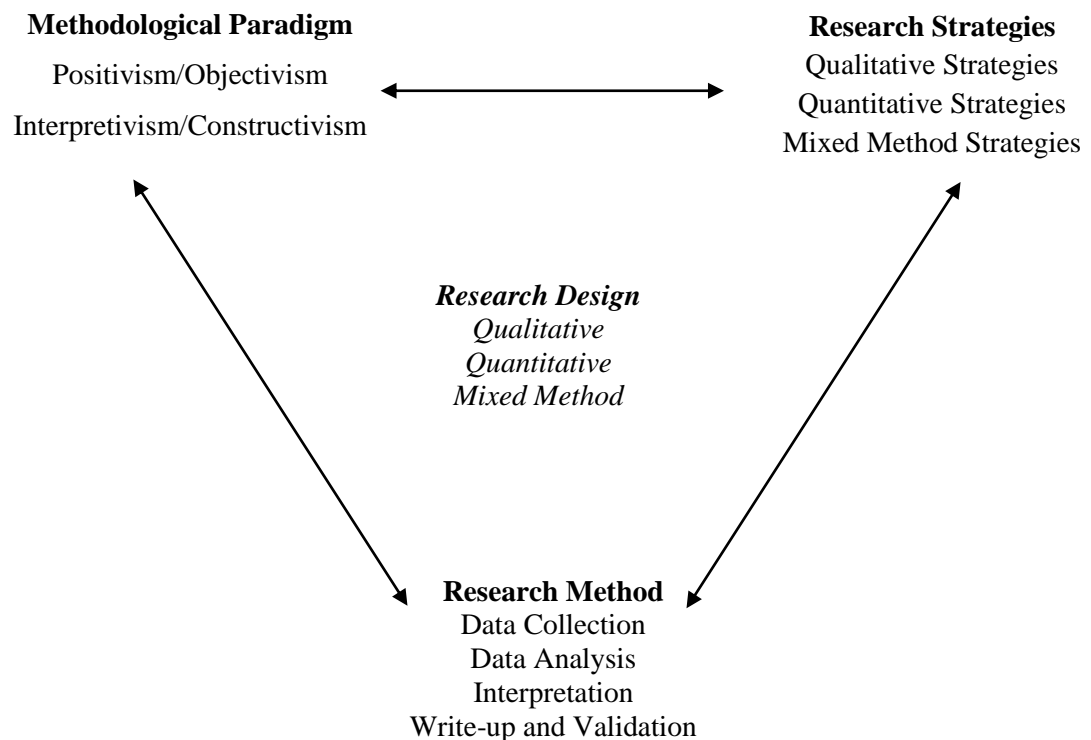 Methodological Paradigm
Positivism/Objectivism
Interpretivism/Constructivism
Research Strategies
Qualitative Strategies
Quantitative Strategies
Mixed Method Strategies
Research Design
Qualitative
Quantitative
Mixed Method
Research Method
Data Collection
Data Analysis
Interpretation
Write-up and Validation